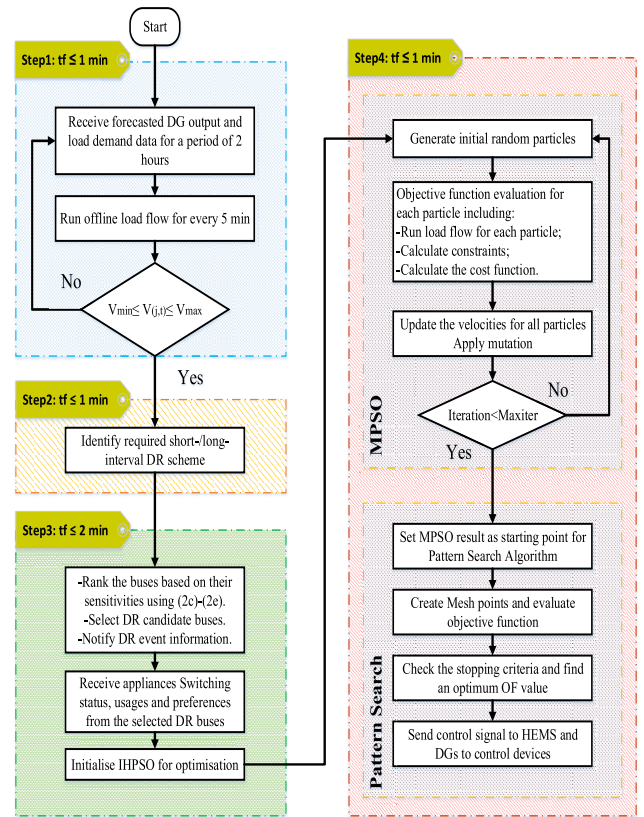 Start
Step1: tf ≤ 1 min
Receive forecasted DG output and
load demand data for a period of 2
hours
Run offline load flow for every 5 min
No
Vmin≤ V(j,t)≤ Vmax
Yes
Step2: tf ≤ 1 min
Identify required short-/long-
interval DR scheme
Step3: tf ≤ 2 min
-Rank the buses based on their
sensitivities using (2c)-(2e).
-Select DR candidate buses.
-Notify DR event information.
Receive appliances Switching
status, usages and preferences
from the selected DR buses
Initialise IHPSO for optimisation
Step4: tf ≤ 1 min
Generate initial random particles
Objective function evaluation for
each particle including:
-Run load flow for each particle;
-Calculate constraints;
-Calculate the cost function.
Update the velocities for all particles
Apply mutation
No
Iteration<Maxiter
Yes
MPSO
Set MPSO result as starting point for
Pattern Search Algorithm
Create Mesh points and evaluate
objective function
Check the stopping criteria and find
an optimum OF value
Send control signal to HEMS and
DGs to control devices
Pattern Search